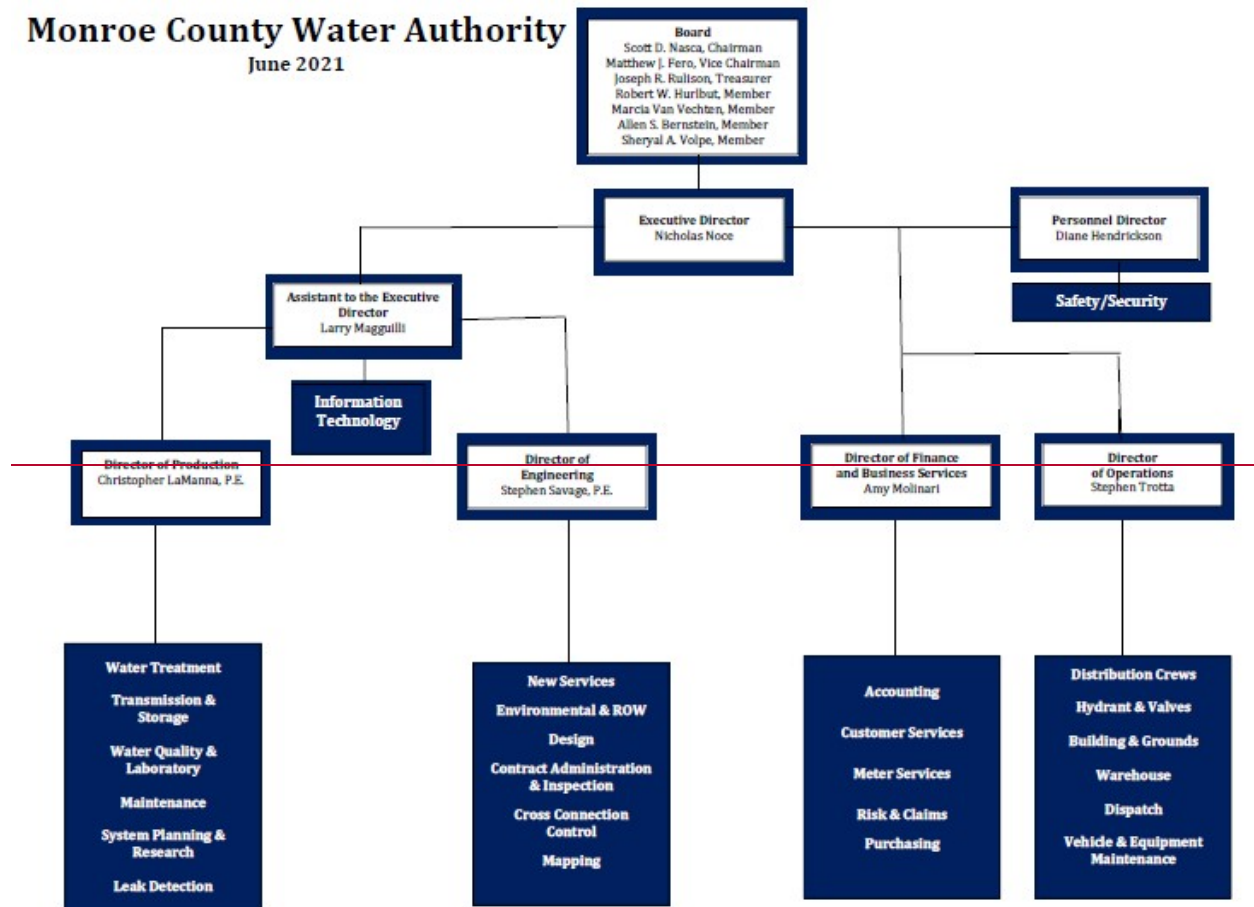 Monroe County Water Authority
June 2021
Board
Scott D. Nasca, Chairman
Matthew J. Fero, Vice Chairman
Joseph R. Rulison, Treasurer
Robert W. Hurlbut, Member
Marcia Van Vechten, Member
Allen S. Bernstein, Member
Sheryal A. Volpe, Member
Executive Director
Nicholas Noce
Personnel Director
Diane Hendrickson
Safety/Security
Assistant to the Executive
Director
Larry Magguilli
Information
Technology
Director of Production
Christopher LaManna, P.E.
Director of
Engineering
Stephen Savage, P.E.
Director of Finance
and Business Services
Amy Molinari
Director
of Operations
Stephen Trotta
Water Treatment
Transmission &
Storage
Water Quality &
Laboratory
Maintenance
System Planning &
Research
Leak Detection
New Services
Environmental & ROW
Design
Contract Administration
& Inspection
Cross Connection
Control
Mapping
Accounting
Customer Services
Meter Services
Risk & Claims
Purchasing
Distribution Crews
Hydrant & Valves
Building & Grounds
Warehouse
Dispatch
Vehicle & Equipment
Maintenance